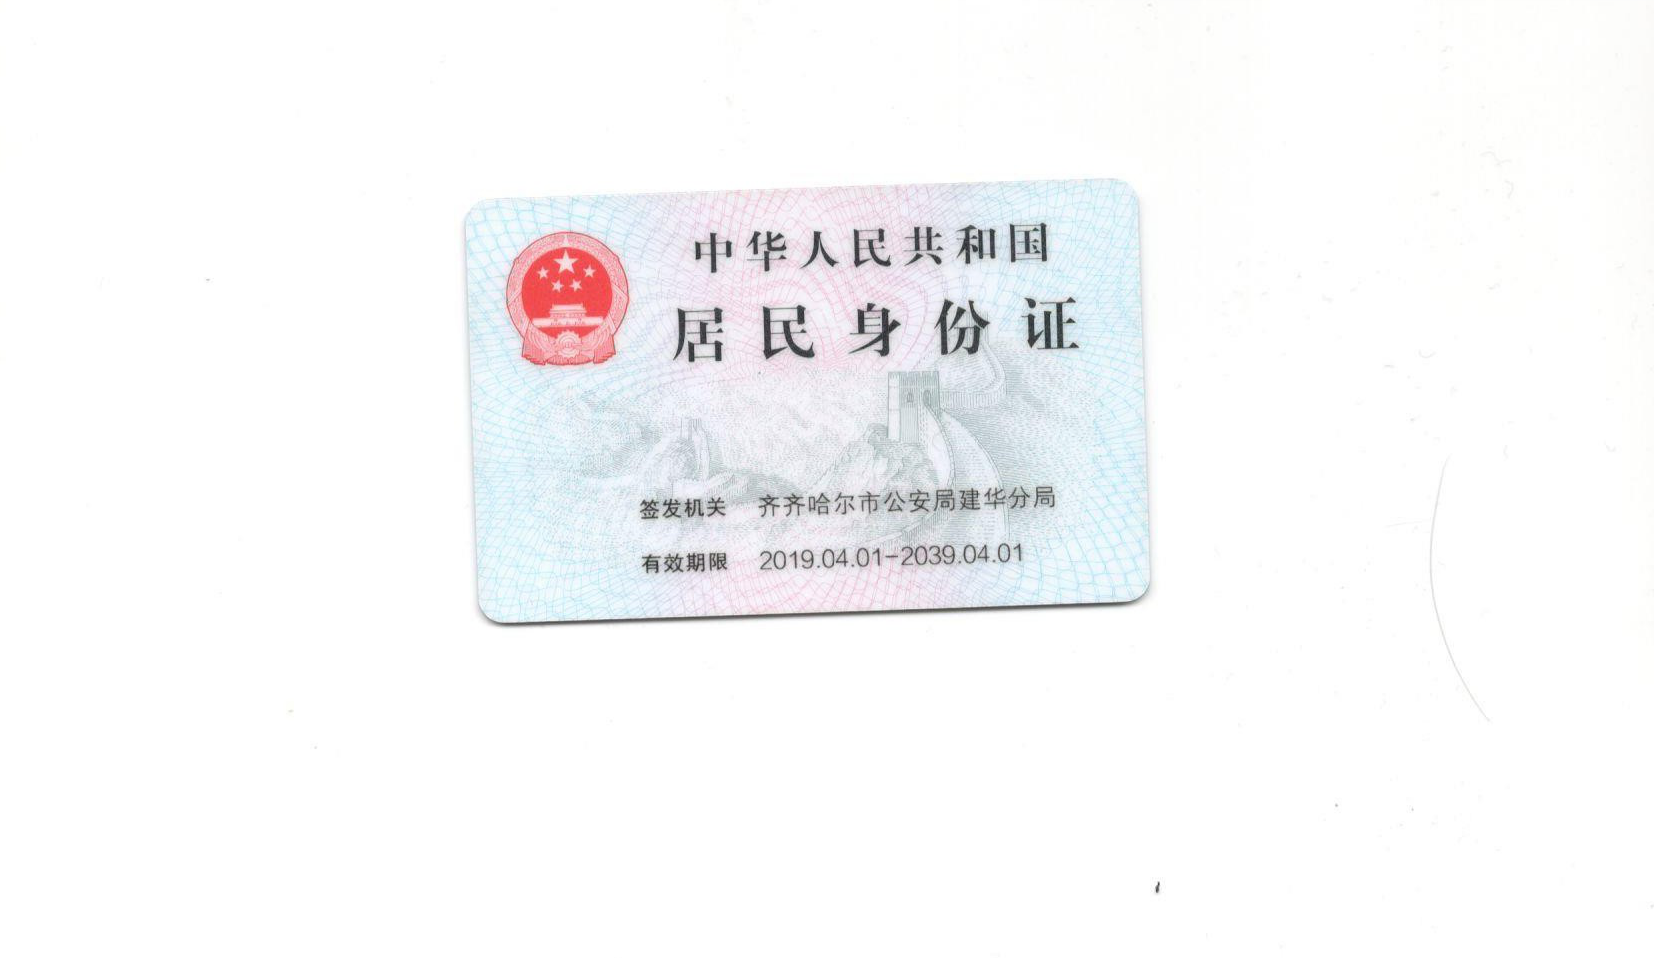 中华人民共和国
居民身份证
签发机关 齐齐哈尔市公安局建华分局
有效期限 2019.04.01-2039.04.01